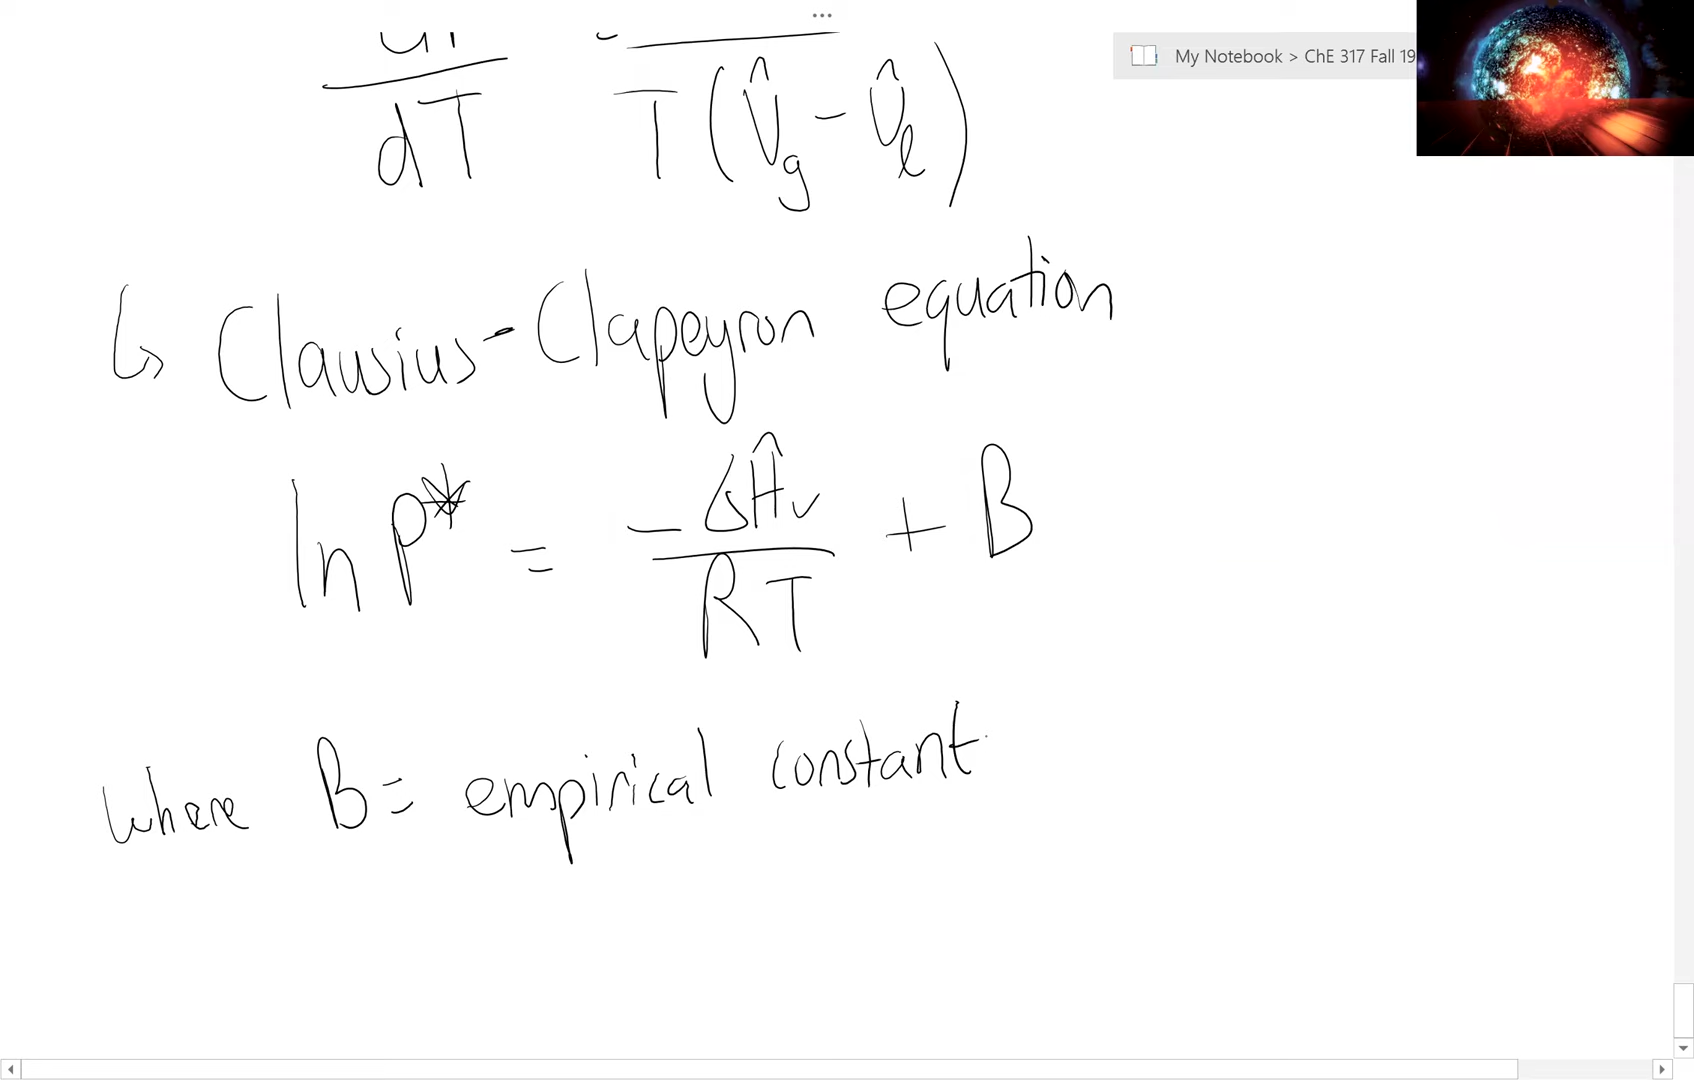 My Notebook > ChE 317 Fall 19
dT T(V̂g - V̂ℓ)
↳ Clausius-Clapeyron equation
ln P* = -ΔĤv / RT + B
where B = empirical constant